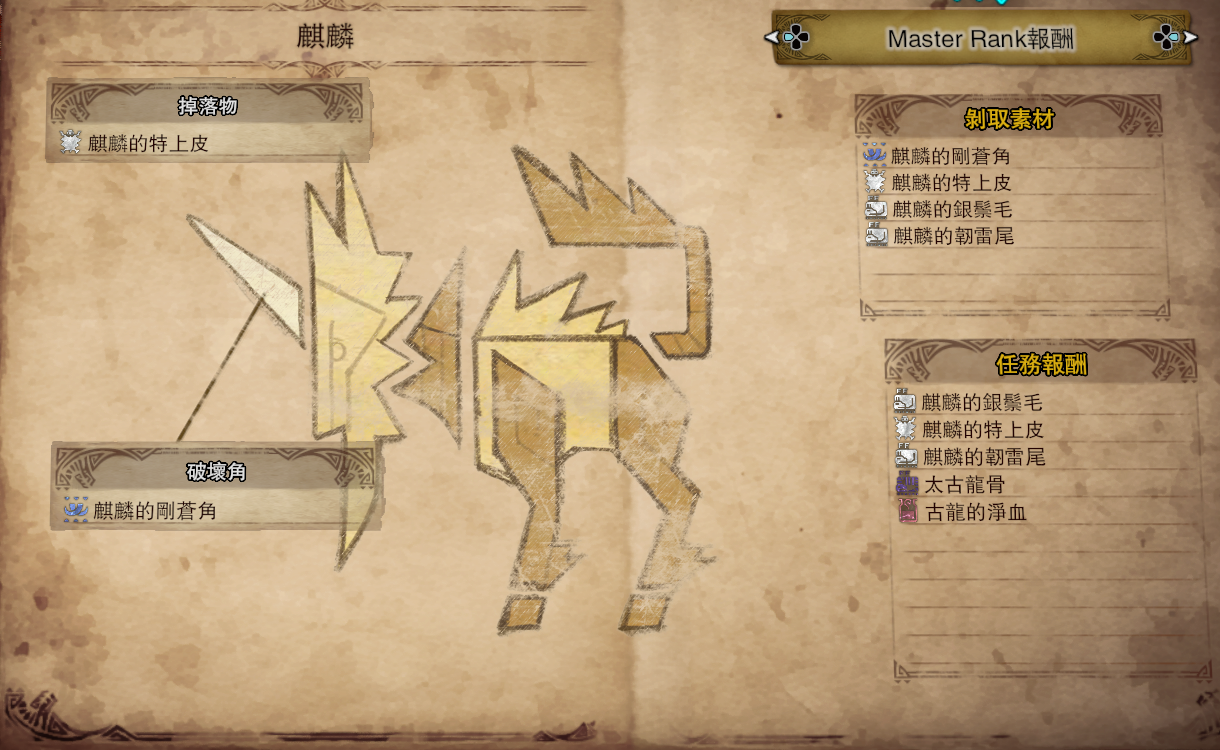 麒麟
Master Rank報酬
掉落物
麒麟的特上皮
破壞角
麒麟的剛蒼角
剝取素材
麒麟的剛蒼角
麒麟的特上皮
麒麟的銀鬃毛
麒麟的韌雷尾
任務報酬
麒麟的銀鬃毛
麒麟的特上皮
麒麟的韌雷尾
太古龍骨
古龍的淨血